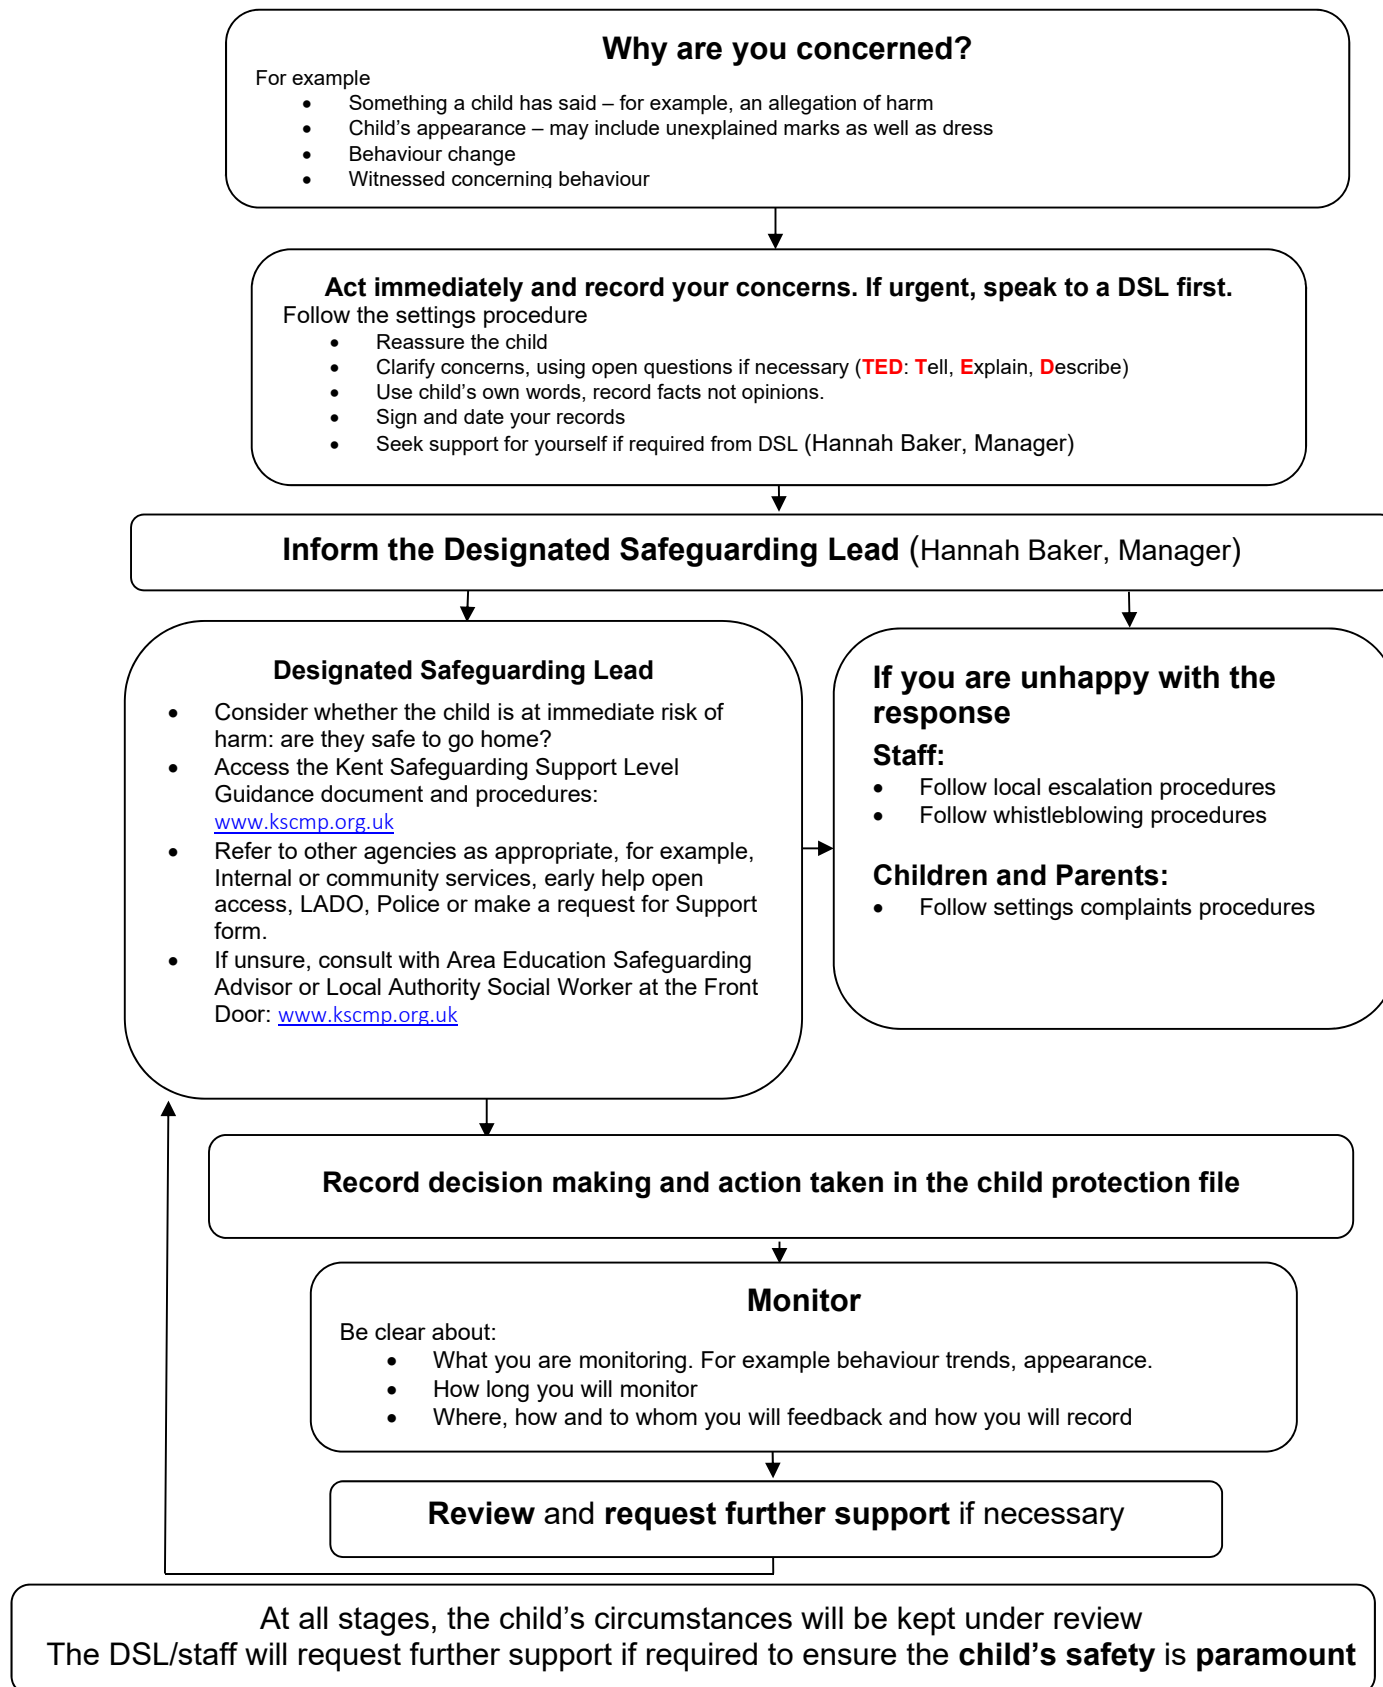 Why are you concerned?
For example
• Something a child has said – for example, an allegation of harm
• Child's appearance – may include unexplained marks as well as dress
• Behaviour change
• Witnessed concerning behaviour
Act immediately and record your concerns. If urgent, speak to a DSL first.
Follow the settings procedure
• Reassure the child
• Clarify concerns, using open questions if necessary (TED: Tell, Explain, Describe)
• Use child's own words, record facts not opinions.
• Sign and date your records
• Seek support for yourself if required from DSL (Hannah Baker, Manager)
Inform the Designated Safeguarding Lead (Hannah Baker, Manager)
Designated Safeguarding Lead
• Consider whether the child is at immediate risk of
harm: are they safe to go home?
• Access the Kent Safeguarding Support Level
Guidance document and procedures:
www.kscmp.org.uk
• Refer to other agencies as appropriate, for example,
Internal or community services, early help open
access, LADO, Police or make a request for Support
form.
• If unsure, consult with Area Education Safeguarding
Advisor or Local Authority Social Worker at the Front
Door: www.kscmp.org.uk
If you are unhappy with the
response
Staff:
• Follow local escalation procedures
• Follow whistleblowing procedures
Children and Parents:
• Follow settings complaints procedures
Record decision making and action taken in the child protection file
Monitor
Be clear about:
• What you are monitoring. For example behaviour trends, appearance.
• How long you will monitor
• Where, how and to whom you will feedback and how you will record
Review and request further support if necessary
At all stages, the child's circumstances will be kept under review
The DSL/staff will request further support if required to ensure the child's safety is paramount